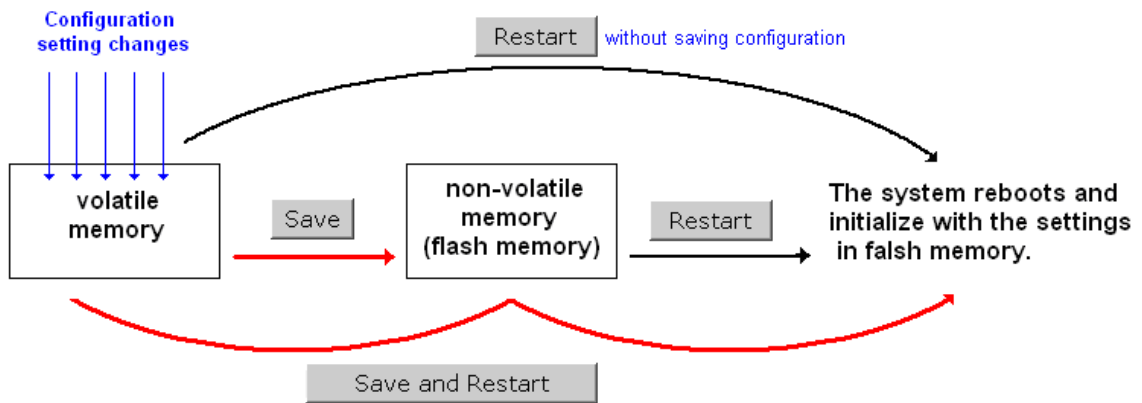 Configuration
setting changes
Restart without saving configuration
volatile
memory
Save
non-volatile
memory
(flash memory)
Restart
The system reboots and
initialize with the settings
in falsh memory.
Save and Restart